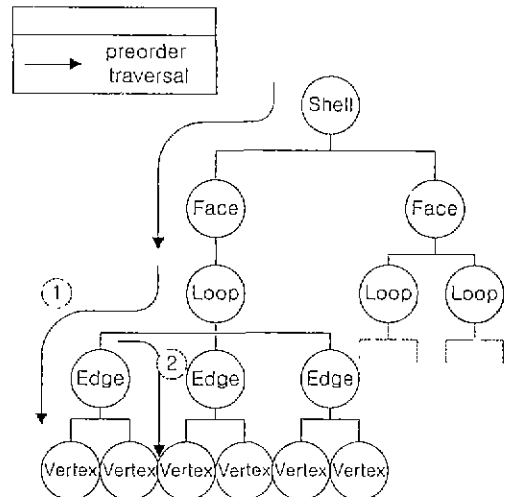 preorder
traversal
Shell
Face Face
Loop Loop Loop
1
2
Edge Edge Edge
Vertex Vertex Vertex Vertex Vertex Vertex